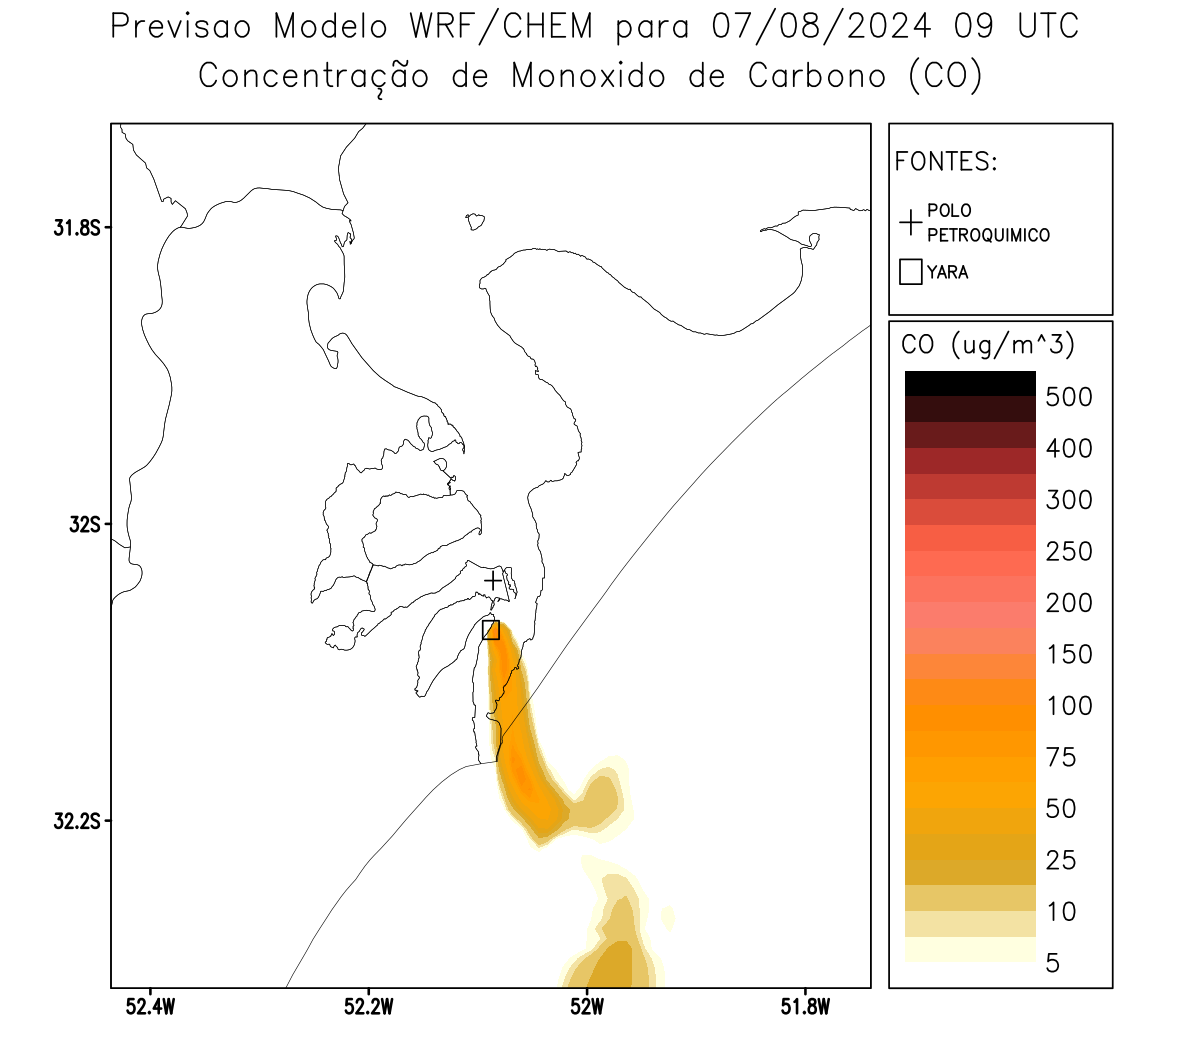 Previsao Modelo WRF/CHEM para 07/08/2024 09 UTC
Concentração de Monoxido de Carbono (CO)
FONTES:
POLO
PETROQUIMICO
YARA
CO (ug/m^3)
500
400
300
250
200
150
100
75
50
25
10
5
31.8S
32S
32.2S
52.4W 52.2W 52W 51.8W